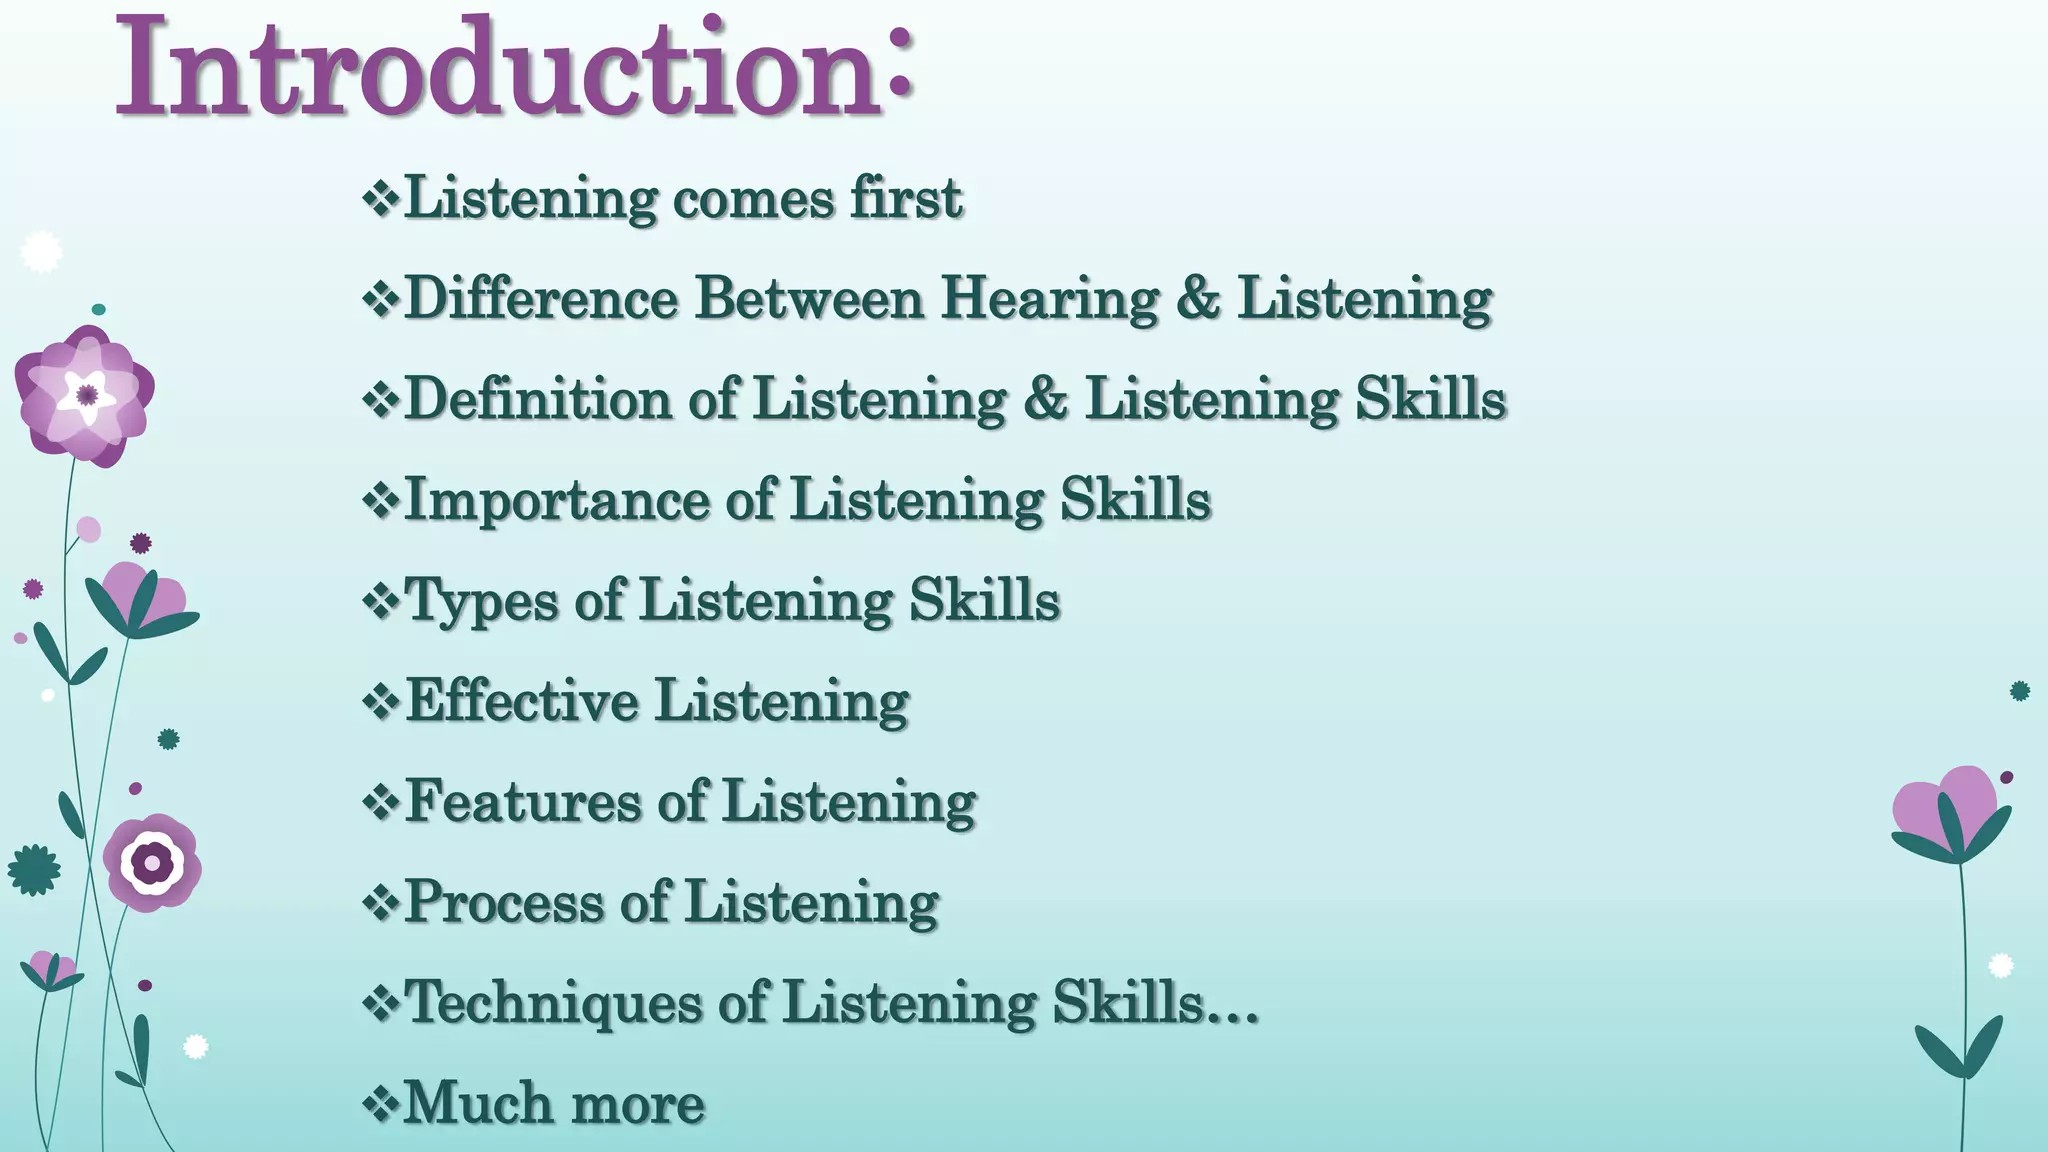 Introduction:
❖Listening comes first
❖Difference Between Hearing & Listening
❖Definition of Listening & Listening Skills
❖Importance of Listening Skills
❖Types of Listening Skills
❖Effective Listening
❖Features of Listening
❖Process of Listening
❖Techniques of Listening Skills...
❖Much more